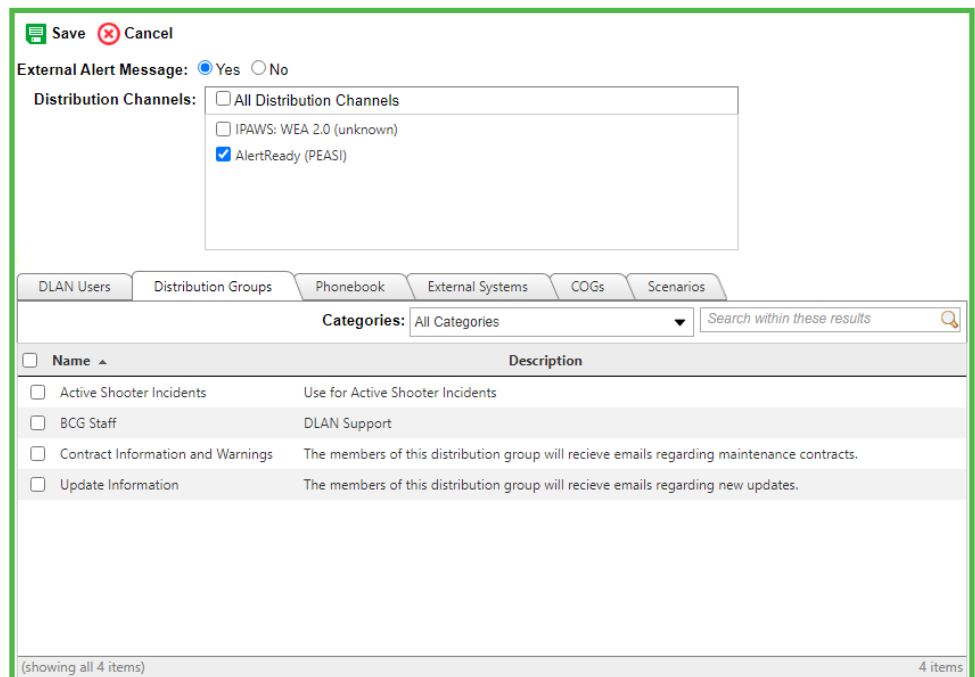 Save Cancel
External Alert Message: Yes No
Distribution Channels: All Distribution Channels
IPAWS: WEA 2.0 (unknown)
AlertReady (PEASI)
DLAN Users Distribution Groups Phonebook External Systems COGs Scenarios
Categories: All Categories Search within these results
Name Description
Active Shooter Incidents Use for Active Shooter Incidents
BCG Staff DLAN Support
Contract Information and Warnings The members of this distribution group will recieve emails regarding maintenance contracts.
Update Information The members of this distribution group will recieve emails regarding new updates.
(showing all 4 items) 4 items